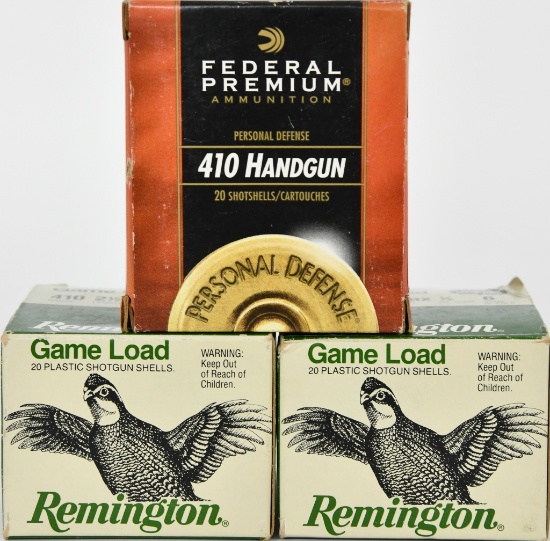 FEDERAL
PREMIUM®
AMMUNITION
PERSONAL DEFENSE
410 HANDGUN
20 SHOTSHELLS/CARTOUCHES
PERSONAL DEFENSE
410
Game Load
20 PLASTIC SHOTGUN SHELLS.
WARNING:
Keep Out
of Reach of
Children.
Remington®
Game Load
20 PLASTIC SHOTGUN SHELLS.
WARNING:
Keep Out
of Reach of
Children.
Remington®